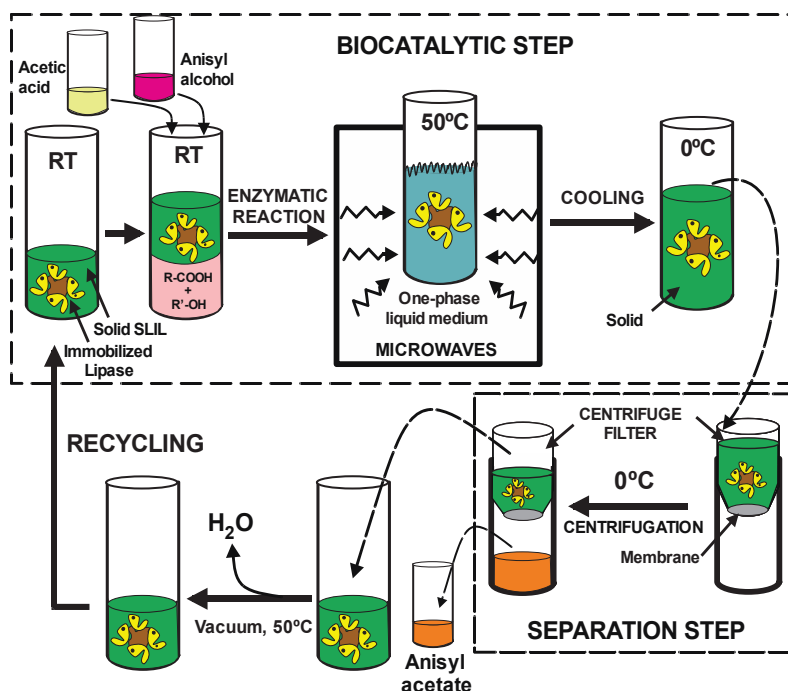 BIOCATALYTIC STEP
Acetic
acid
Anisyl
alcohol
RT
RT
ENZYMATIC
REACTION
50ºC
COOLING
0ºC
R-COOH
+
R'-OH
Solid SLIL
Immobilized
Lipase
One-phase
liquid medium
MICROWAVES
Solid
RECYCLING
CENTRIFUGE
FILTER
0ºC
CENTRIFUGATION
Membrane
H2O
Vacuum, 50ºC
Anisyl
acetate
SEPARATION STEP